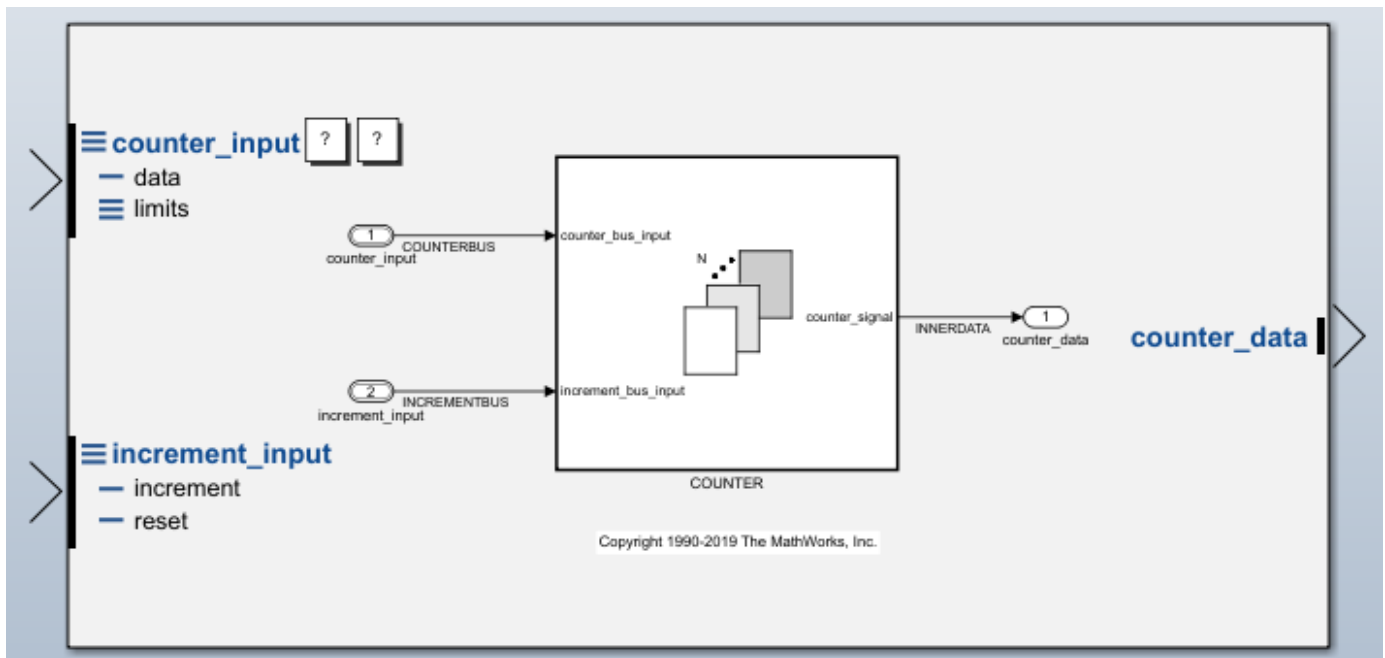 counter_input ? ?
data
limits
1
COUNTERBUS
counter_input
counter_bus_input
N
counter_signal
INNERDATA
1
counter_data
counter_data
2
INCREMENTBUS
increment_input
increment_bus_input
increment_input
increment
reset
COUNTER
Copyright 1990-2019 The MathWorks, Inc.